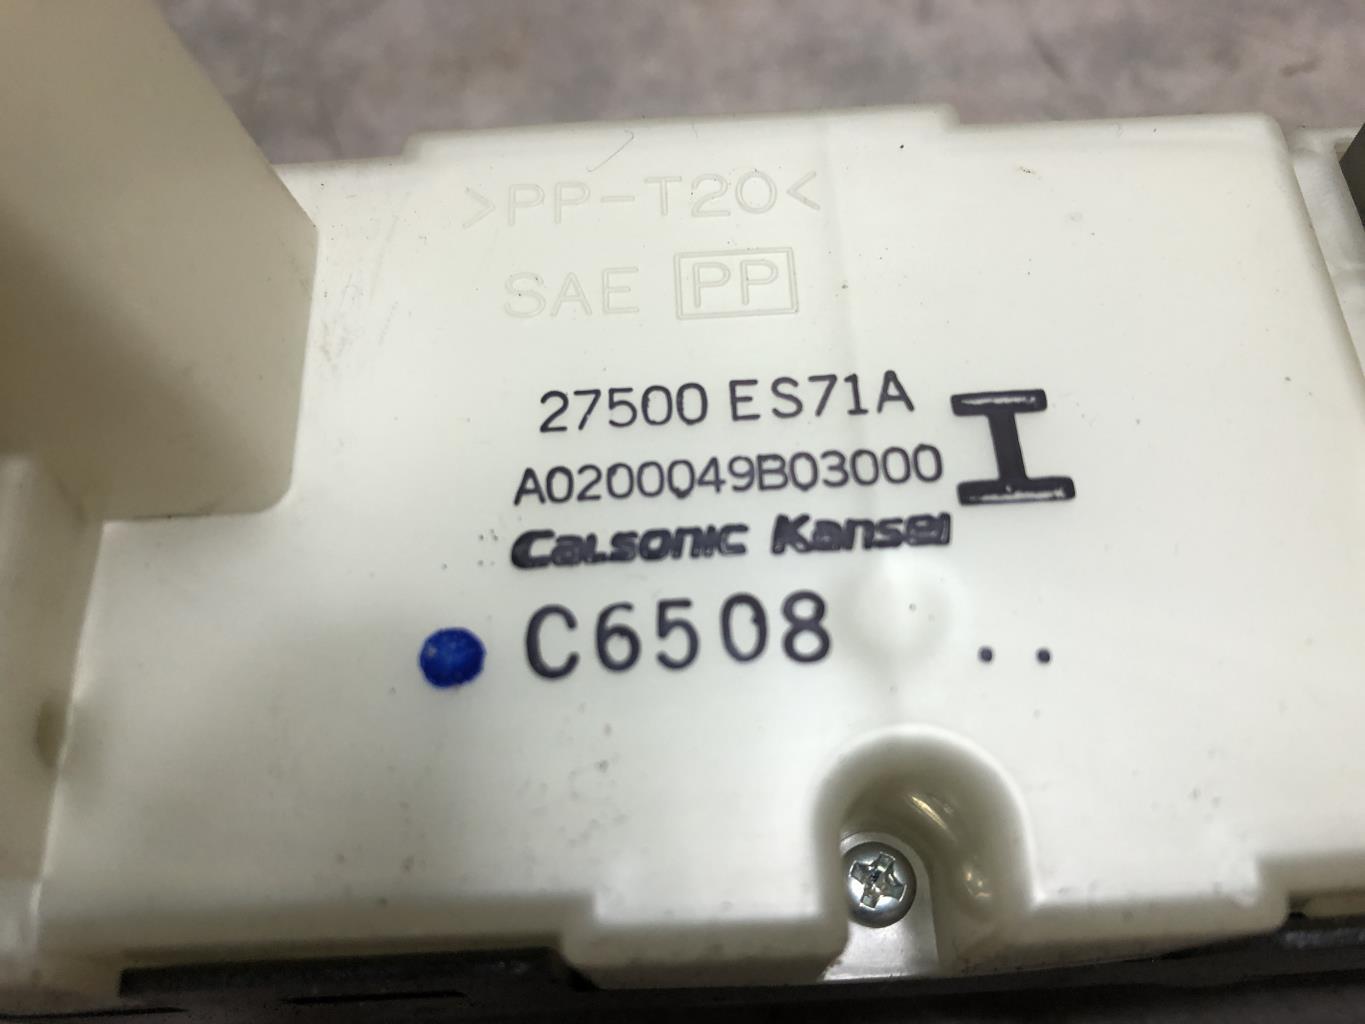 >PP-T20<
SAE PP
27500 ES71A
A0200049B03000
I
Calsonic Kansei
C6508 ..